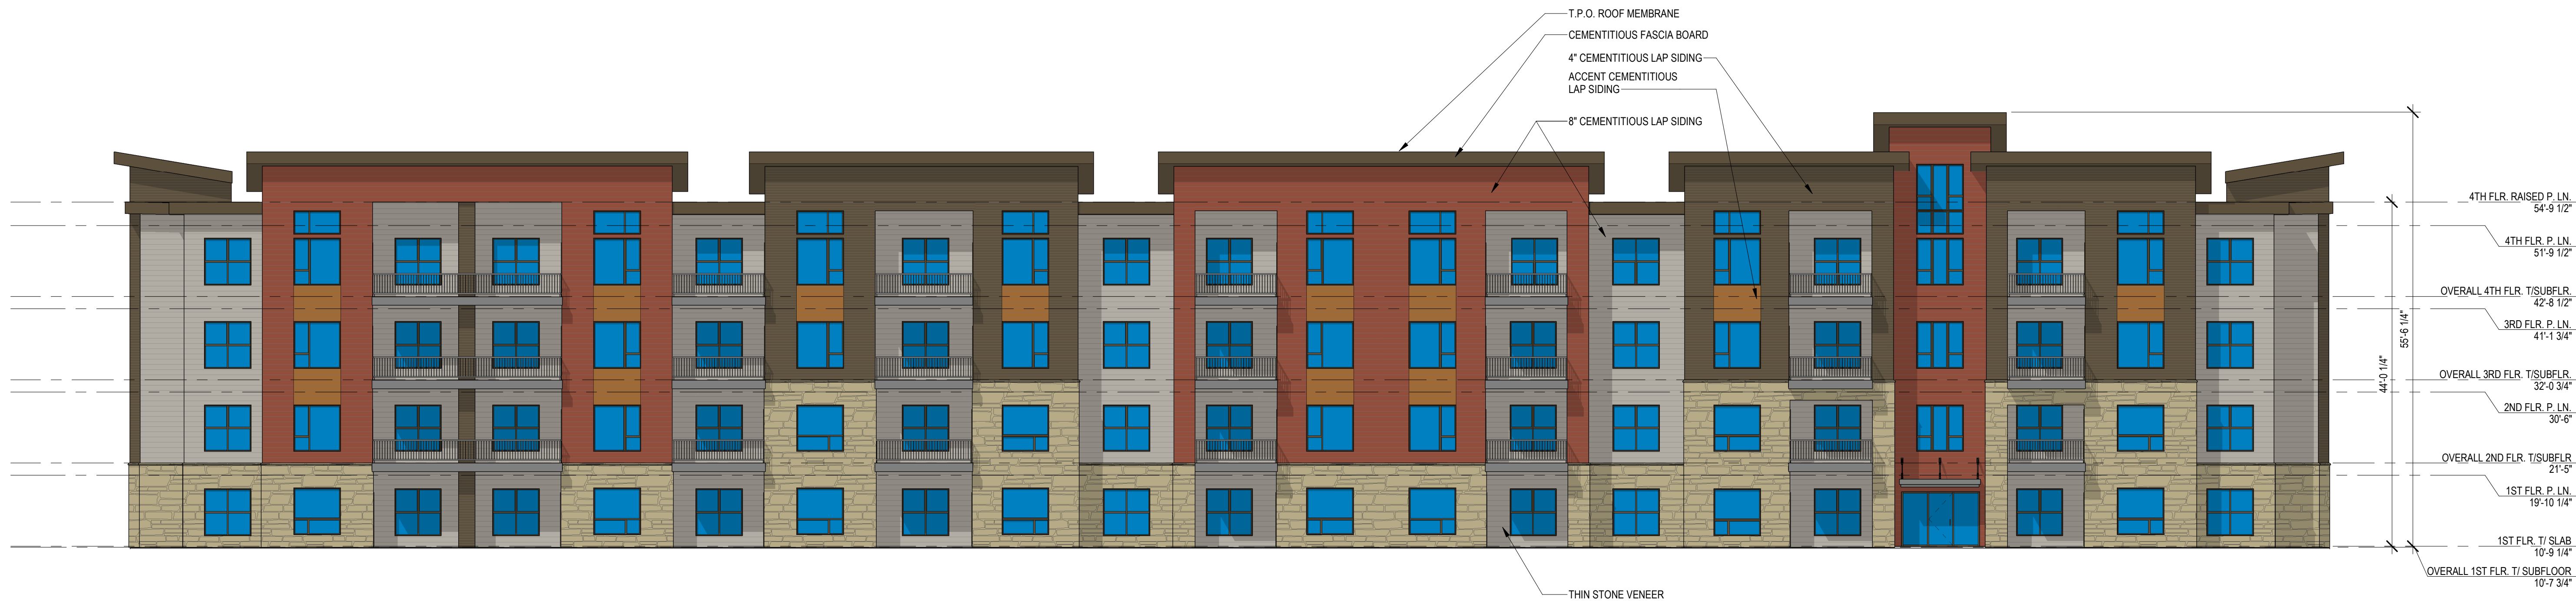 T.P.O. ROOF MEMBRANE
CEMENTITIOUS FASCIA BOARD
4" CEMENTITIOUS LAP SIDING
ACCENT CEMENTITIOUS
LAP SIDING
8" CEMENTITIOUS LAP SIDING
4TH FLR. RAISED P. LN.
54'-9 1/2"
4TH FLR. P. LN.
51'-9 1/2"
OVERALL 4TH FLR. T/SUBFLR.
42'-8 1/2"
3RD FLR. P. LN.
41'-1 3/4"
55'-6 1/4"
44'-0 1/4"
OVERALL 3RD FLR. T/SUBFLR.
32'-0 3/4"
2ND FLR. P. LN.
30'-6"
OVERALL 2ND FLR. T/SUBFLR
21'-5"
1ST FLR. P. LN.
19'-10 1/4"
1ST FLR. T/ SLAB
10'-9 1/4"
OVERALL 1ST FLR. T/ SUBFLOOR
10'-7 3/4"
THIN STONE VENEER